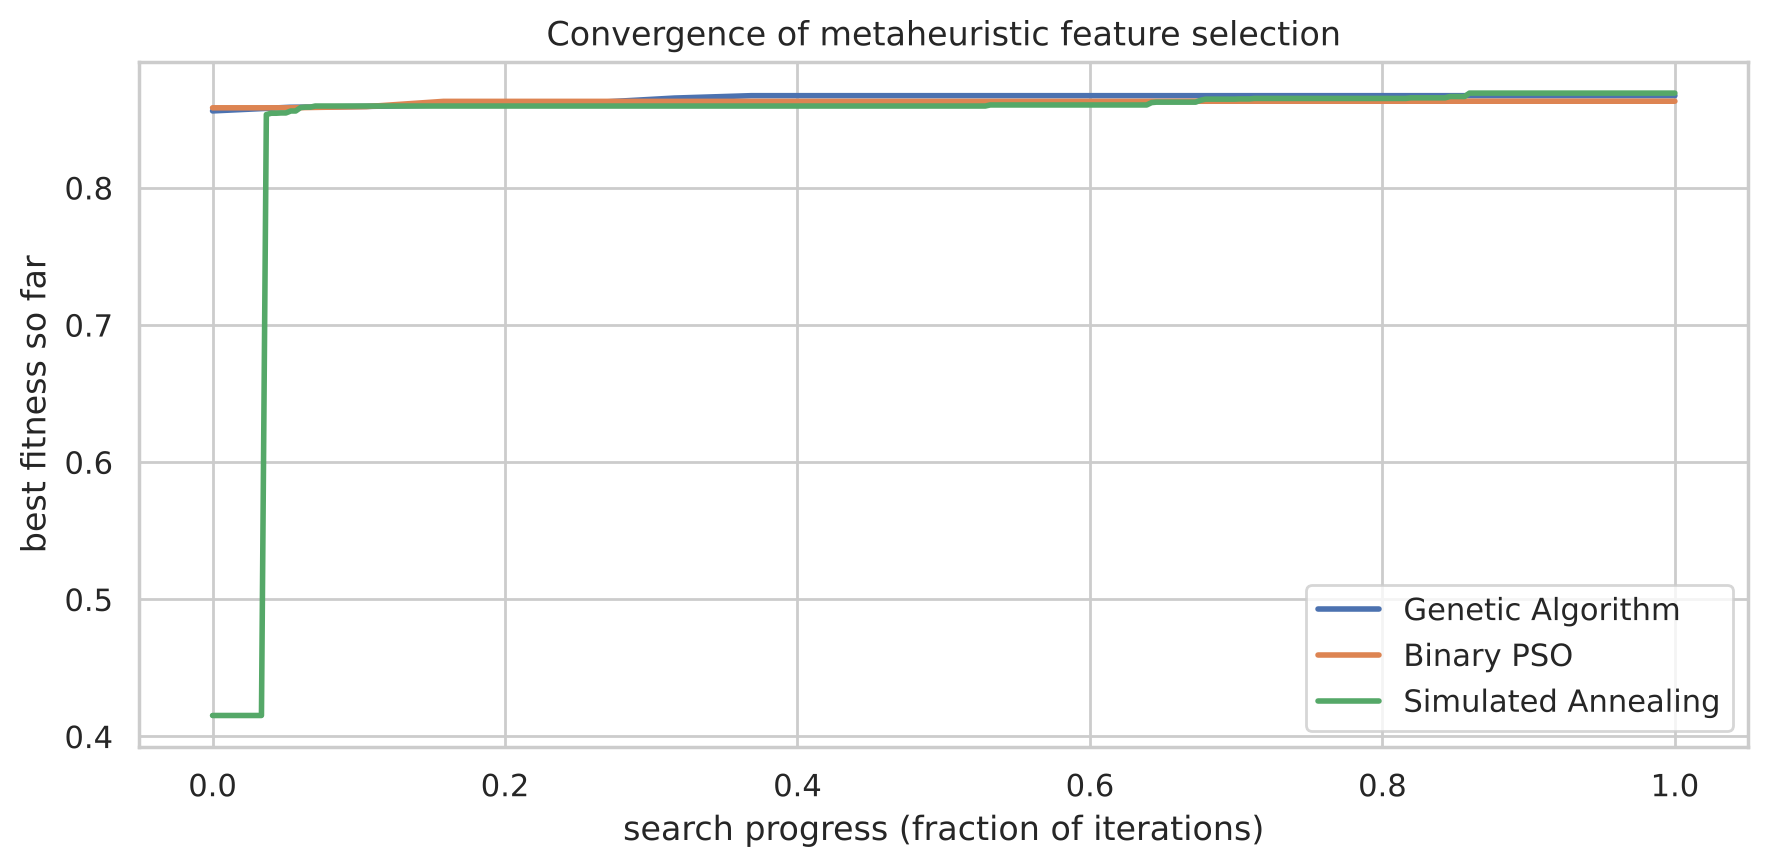 Convergence of metaheuristic feature selection
best fitness so far
0.8
0.7
0.6
0.5
0.4
Genetic Algorithm
Binary PSO
Simulated Annealing
0.0 0.2 0.4 0.6 0.8 1.0
search progress (fraction of iterations)